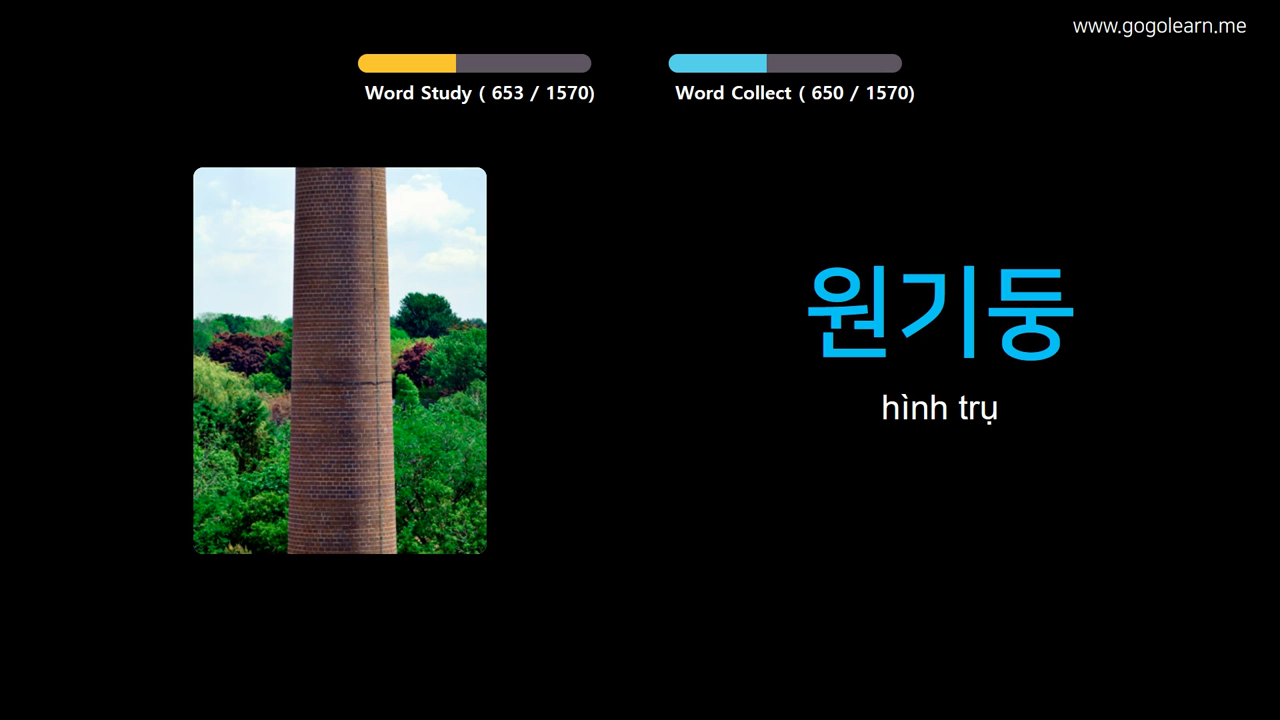 www.gogolearn.me
Word Study ( 653 / 1570)
Word Collect ( 650 / 1570)
원기둥
hình trụ